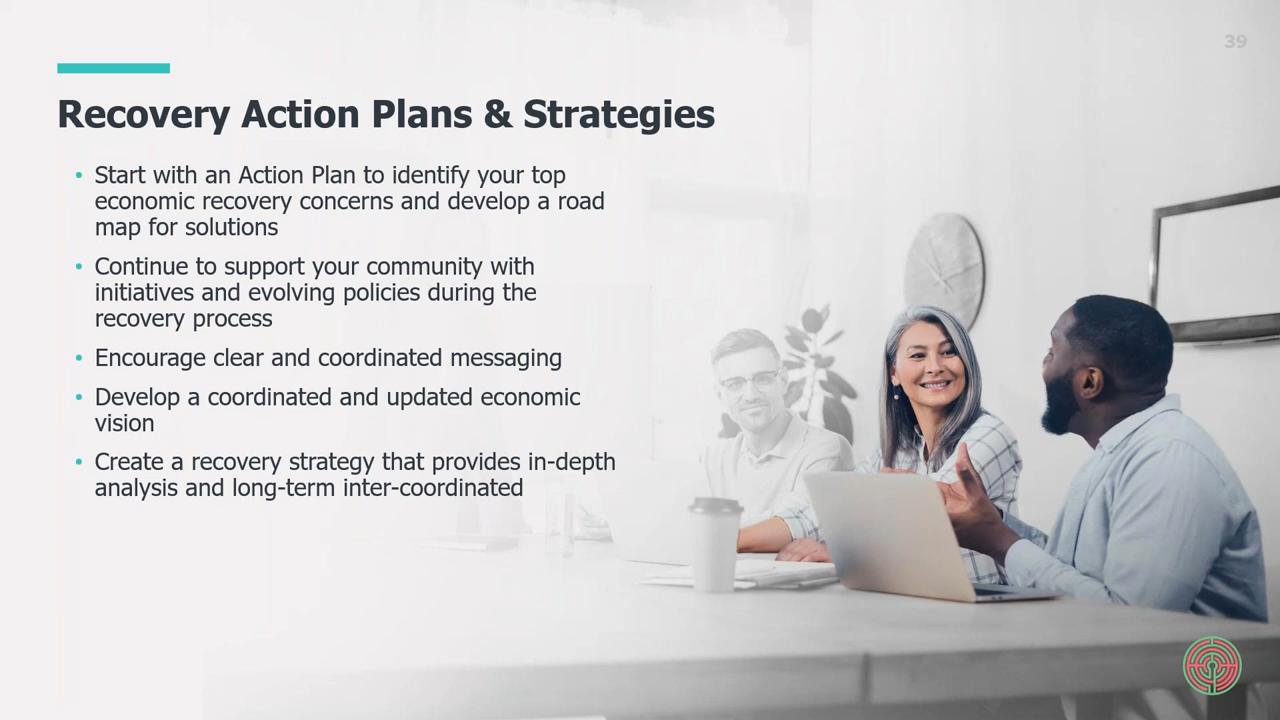 39
Recovery Action Plans & Strategies
• Start with an Action Plan to identify your top
economic recovery concerns and develop a road
map for solutions
• Continue to support your community with
initiatives and evolving policies during the
recovery process
• Encourage clear and coordinated messaging
• Develop a coordinated and updated economic
vision
• Create a recovery strategy that provides in-depth
analysis and long-term inter-coordinated